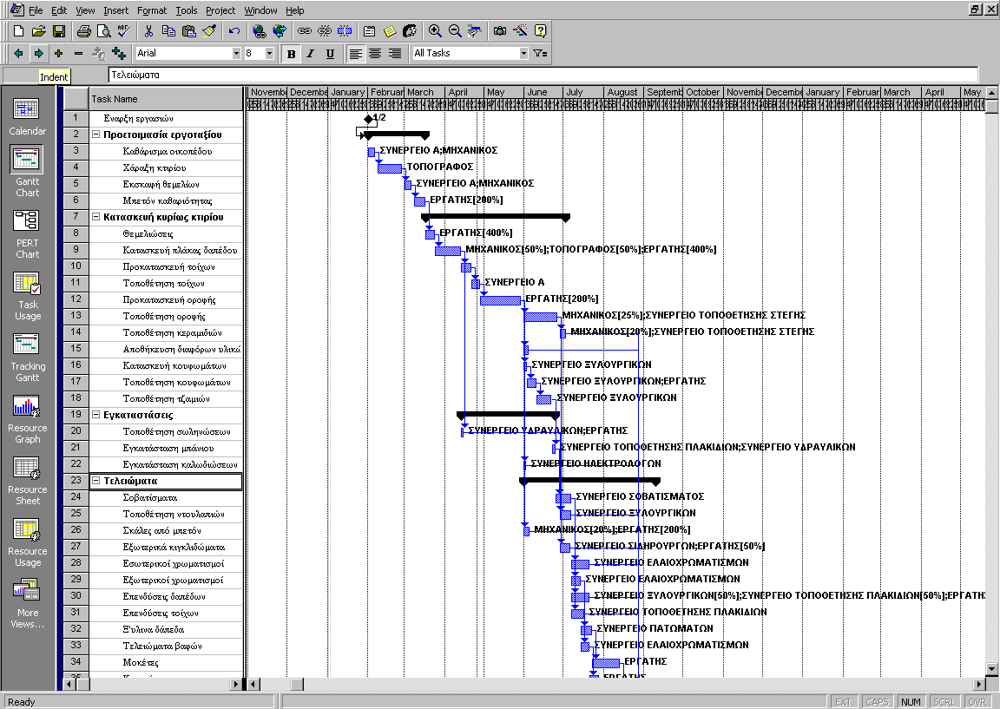 File Edit View Insert Format Tools Project Window Help
Arial 8 B I U All Tasks
Indent Τελειώματα
Calendar
Gantt
Chart
PERT
Chart
Task
Usage
Tracking
Gantt
Resource
Graph
Resource
Sheet
Resource
Usage
More
Views...
Task Name
Novemb Decembe January Februar March April May June July August Septemb October Novemb Decembe January Februar March April May
1 Εναρξη εργασιών 1/2
2 Προετοιμασία εργοταξίου
3 Καθάρισμα οικοπέδου ΣΥΝΕΡΓΕΙΟ Α;ΜΗΧΑΝΙΚΟΣ
4 Χάραξη κτιρίου ΤΟΠΟΓΡΑΦΟΣ
5 Εκσκαφή θεμελίων ΣΥΝΕΡΓΕΙΟ Α;ΜΗΧΑΝΙΚΟΣ
6 Μπετόν καθαριότητας ΕΡΓΑΤΗΣ[200%]
7 Κατασκευή κυρίως κτιρίου
8 Θεμελιώσεις ΕΡΓΑΤΗΣ[400%]
9 Κατασκευή πλάκας δαπέδου ΜΗΧΑΝΙΚΟΣ[50%];ΤΟΠΟΓΡΑΦΟΣ[50%];ΕΡΓΑΤΗΣ[400%]
10 Προκατασκευή τοίχων
11 Τοποθέτηση τοίχων ΣΥΝΕΡΓΕΙΟ Α
12 Προκατασκευή οροφής ΕΡΓΑΤΗΣ[200%]
13 Τοποθέτηση οροφής ΜΗΧΑΝΙΚΟΣ[25%];ΣΥΝΕΡΓΕΙΟ ΤΟΠΟΘΕΤΗΣΗΣ ΣΤΕΓΗΣ
14 Τοποθέτηση κεραμιδιών ΜΗΧΑΝΙΚΟΣ[20%];ΣΥΝΕΡΓΕΙΟ ΤΟΠΟΘΕΤΗΣΗΣ ΣΤΕΓΗΣ
15 Αποθήκευση διαφόρων υλικώ
16 Κατασκευή κουφωμάτων ΣΥΝΕΡΓΕΙΟ ΞΥΛΟΥΡΓΙΚΩΝ
17 Τοποθέτηση κουφωμάτων ΣΥΝΕΡΓΕΙΟ ΞΥΛΟΥΡΓΙΚΩΝ;ΕΡΓΑΤΗΣ
18 Τοποθέτηση τζαμιών ΣΥΝΕΡΓΕΙΟ ΞΥΛΟΥΡΓΙΚΩΝ
19 Εγκαταστάσεις
20 Τοποθέτηση σωληνώσεων ΣΥΝΕΡΓΕΙΟ ΥΔΡΑΥΛΙΚΩΝ;ΕΡΓΑΤΗΣ
21 Εγκατάσταση μπάνιου ΣΥΝΕΡΓΕΙΟ ΤΟΠΟΘΕΤΗΣΗΣ ΠΛΑΚΙΔΙΩΝ;ΣΥΝΕΡΓΕΙΟ ΥΔΡΑΥΛΙΚΩΝ
22 Εγκατάσταση καλωδιώσεων ΣΥΝΕΡΓΕΙΟ ΗΛΕΚΤΡΟΛΟΓΩΝ
23 Τελειώματα
24 Σοβατίσματα ΣΥΝΕΡΓΕΙΟ ΣΟΒΑΤΙΣΜΑΤΟΣ
25 Τοποθέτηση ντουλαπιών ΣΥΝΕΡΓΕΙΟ ΞΥΛΟΥΡΓΙΚΩΝ
26 Σκάλες από μπετόν ΜΗΧΑΝΙΚΟΣ[20%];ΕΡΓΑΤΗΣ[200%]
27 Εξωτερικά κιγκλιδώματα ΣΥΝΕΡΓΕΙΟ ΣΙΔΗΡΟΥΡΓΩΝ;ΕΡΓΑΤΗΣ[50%]
28 Εσωτερικοί χρωματισμοί ΣΥΝΕΡΓΕΙΟ ΕΛΑΙΟΧΡΩΜΑΤΙΣΜΩΝ
29 Εξωτερικοί χρωματισμοί ΣΥΝΕΡΓΕΙΟ ΕΛΑΙΟΧΡΩΜΑΤΙΣΜΩΝ
30 Επενδύσεις δαπέδων ΣΥΝΕΡΓΕΙΟ ΞΥΛΟΥΡΓΙΚΩΝ[50%];ΣΥΝΕΡΓΕΙΟ ΤΟΠΟΘΕΤΗΣΗΣ ΠΛΑΚΙΔΙΩΝ[50%];ΕΡΓΑΤΗΣ
31 Επενδύσεις τοίχων ΣΥΝΕΡΓΕΙΟ ΤΟΠΟΘΕΤΗΣΗΣ ΠΛΑΚΙΔΙΩΝ
32 Ξύλινα δάπεδα ΣΥΝΕΡΓΕΙΟ ΠΑΤΩΜΑΤΩΝ
33 Τελειώματα βαφών ΣΥΝΕΡΓΕΙΟ ΕΛΑΙΟΧΡΩΜΑΤΙΣΜΩΝ
34 Μοκέτες ΕΡΓΑΤΗΣ
Ready EXT CAPS NUM SCRL OVR